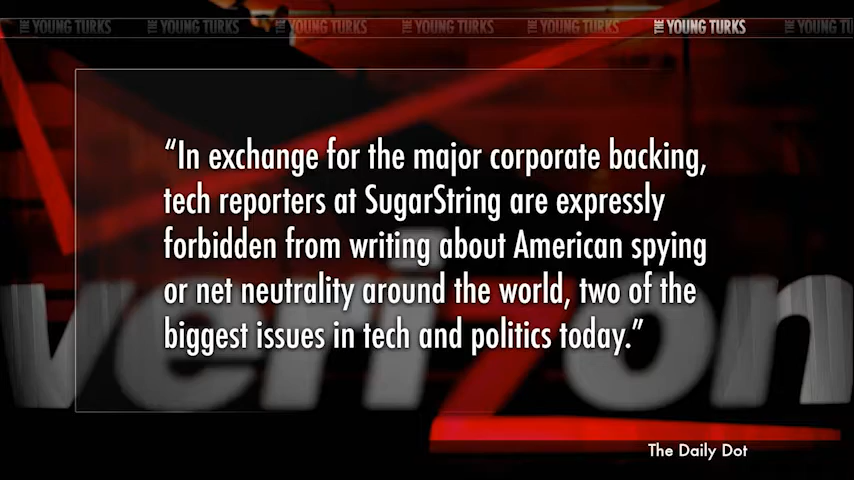 THE YOUNG TURKS THE YOUNG TURKS THE YOUNG TURKS THE YOUNG TURKS THE YOUNG TURKS THE YOUNG TURKS THE YOUNG TU
“In exchange for the major corporate backing,
tech reporters at SugarString are expressly
forbidden from writing about American spying
or net neutrality around the world, two of the
biggest issues in tech and politics today.”
verizon
The Daily Dot